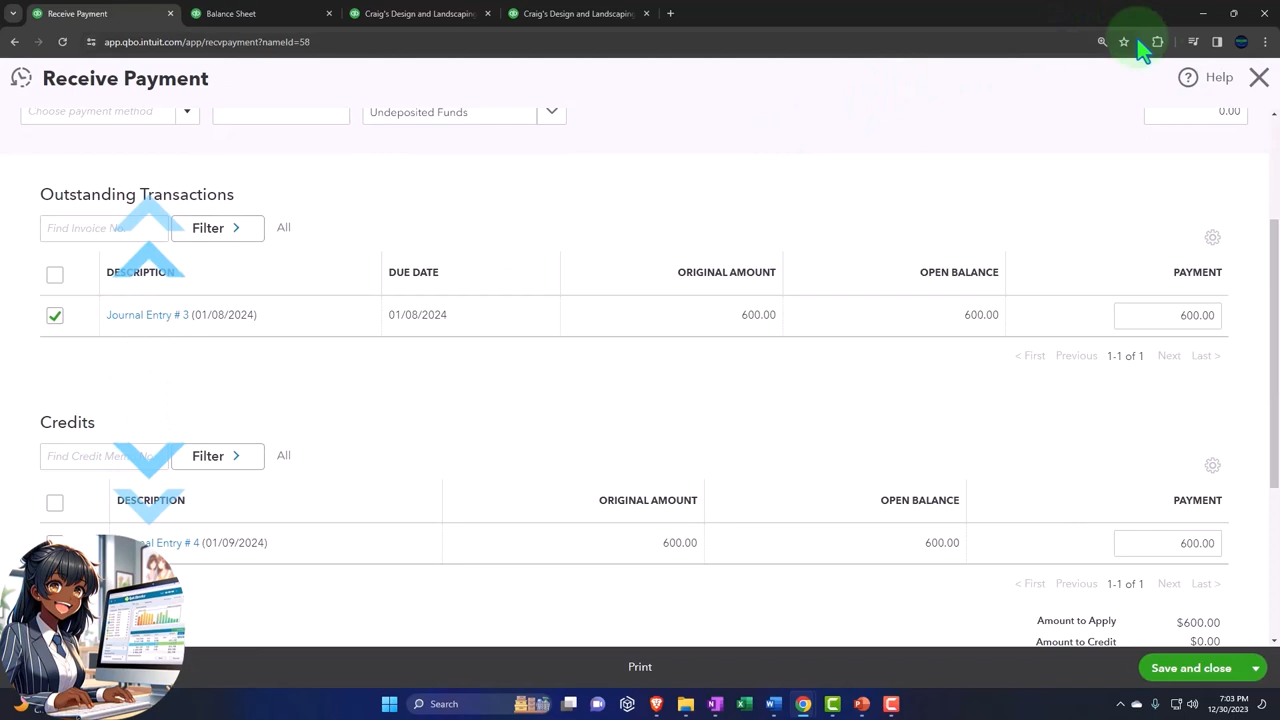 Receive Payment
Balance Sheet
Craig's Design and Landscaping
Craig's Design and Landscaping
app.qbo.intuit.com/app/recvpayment?nameId=58
Receive Payment
Help
Choose payment method
Undeposited Funds
0.00
Outstanding Transactions
Find Invoice No.
Filter >
All
DESCRIPTION
DUE DATE
ORIGINAL AMOUNT
OPEN BALANCE
PAYMENT
Journal Entry # 3 (01/08/2024)
01/08/2024
600.00
600.00
600.00
< First
Previous
1-1 of 1
Next
Last >
Credits
Find Credit Memo No.
Filter >
All
DESCRIPTION
ORIGINAL AMOUNT
OPEN BALANCE
PAYMENT
Entry # 4 (01/09/2024)
600.00
600.00
600.00
< First
Previous
1-1 of 1
Next
Last >
Amount to Apply
$600.00
Amount to Credit
$0.00
Print
Save and close
Search
7:03 PM
12/30/2023